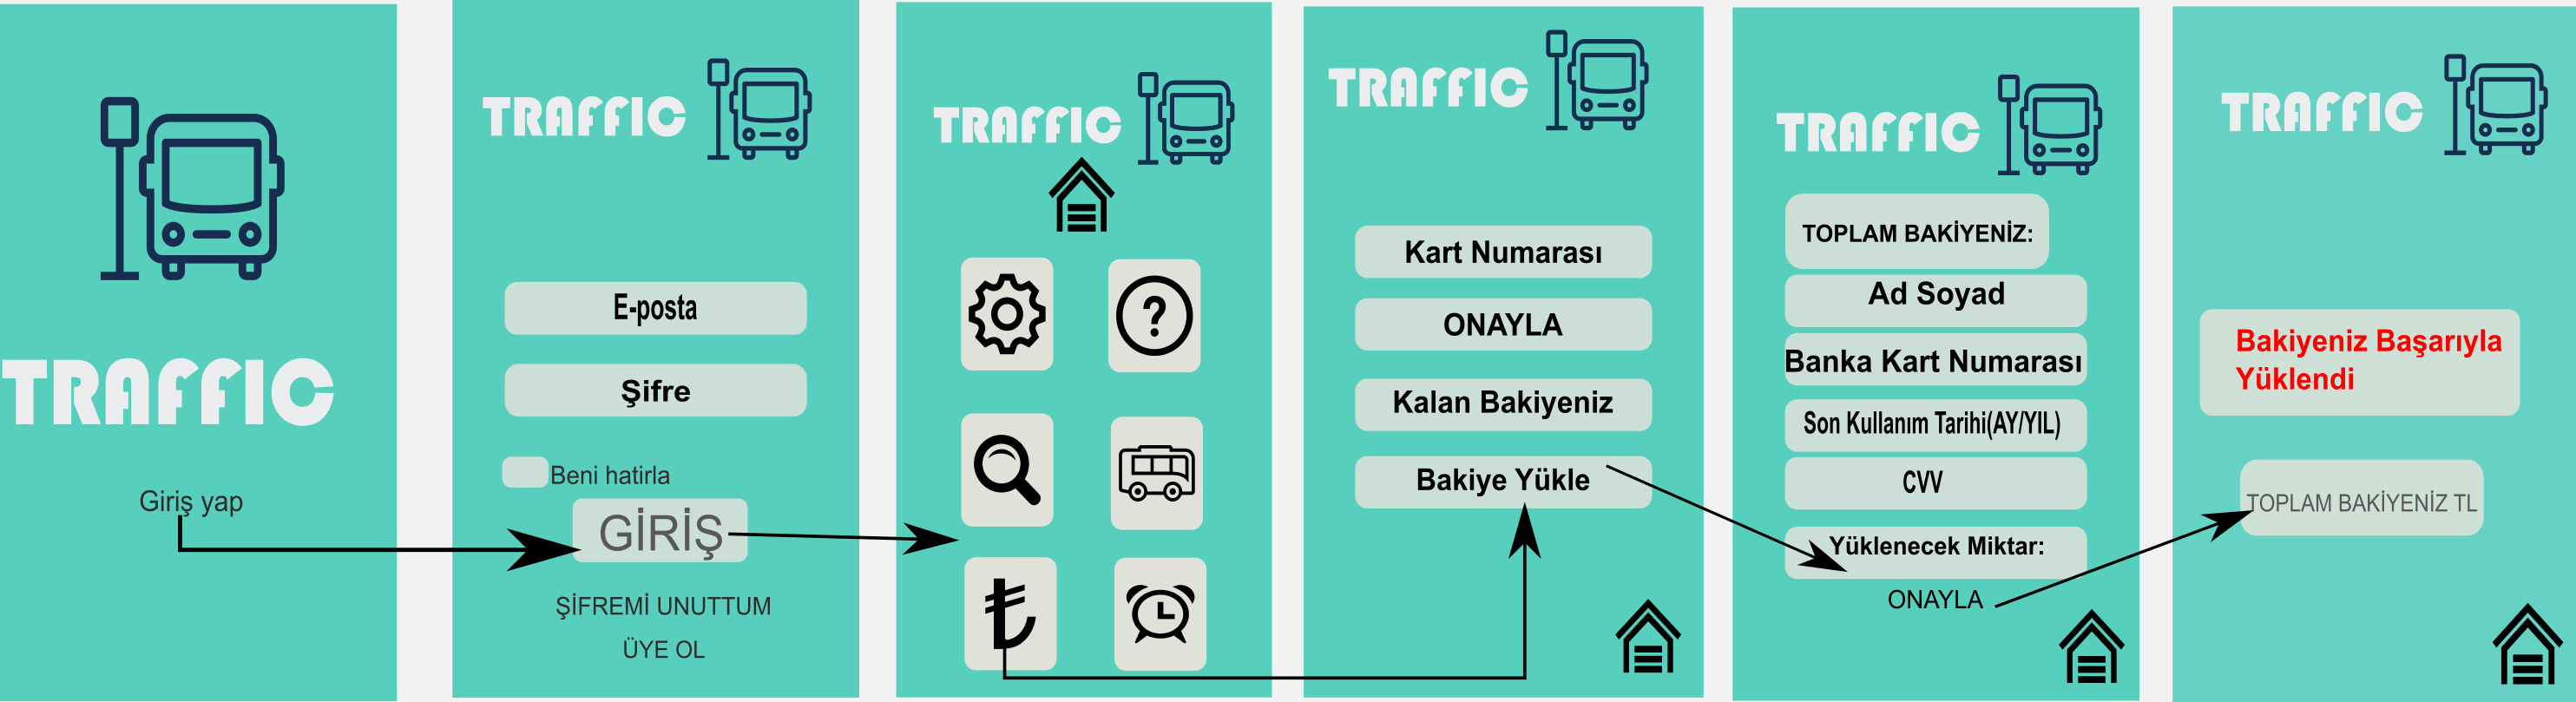 TRAFFIC
Giriş yap
TRAFFIC
E-posta
Şifre
Beni hatirla
GİRİŞ
ŞİFREMİ UNUTTUM
ÜYE OL
TRAFFIC
TRAFFIC
Kart Numarası
ONAYLA
Kalan Bakiyeniz
Bakiye Yükle
TRAFFIC
TOPLAM BAKİYENİZ:
Ad Soyad
Banka Kart Numarası
Son Kullanım Tarihi(AY/YIL)
CVV
Yüklenecek Miktar:
ONAYLA
TRAFFIC
Bakiyeniz Başarıyla
Yüklendi
TOPLAM BAKİYENİZ TL